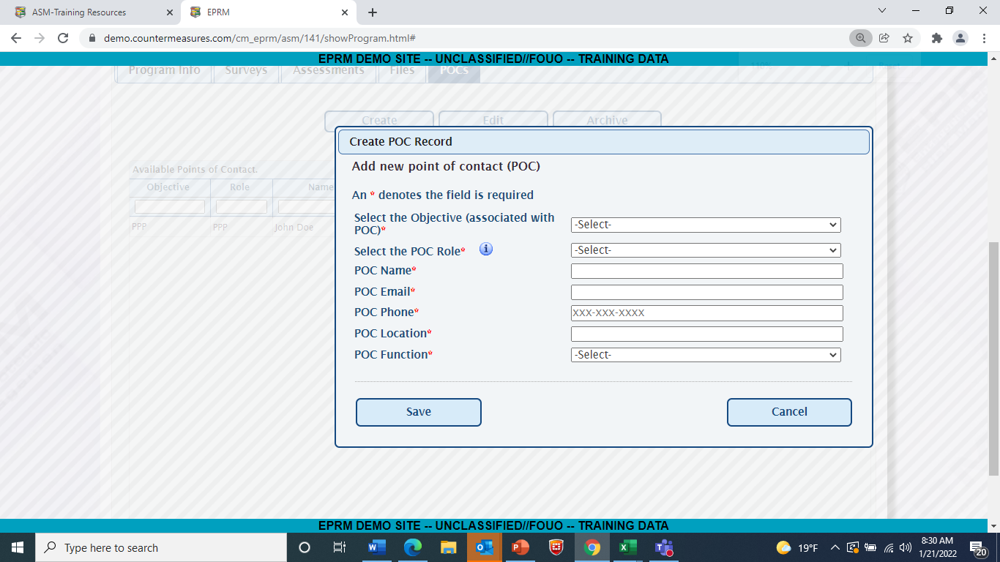 ASM-Training Resources
EPRM
demo.countermeasures.com/cm_eprm/asm/141/showProgram.html#
EPRM DEMO SITE -- UNCLASSIFIED//FOUO -- TRAINING DATA
Program Info Surveys Assessments Files POCs
Create Edit Archive
Create POC Record
Add new point of contact (POC)
Available Points of Contact.
Objective Role Name
An * denotes the field is required
Select the Objective (associated with
POC)* -Select-
PPP PPP John Doe
Select the POC Role* -Select-
POC Name*
POC Email*
POC Phone* XXX-XXX-XXXX
POC Location*
POC Function* -Select-
Save Cancel
EPRM DEMO SITE -- UNCLASSIFIED//FOUO -- TRAINING DATA
Type here to search
19°F
8:30 AM
1/21/2022
20